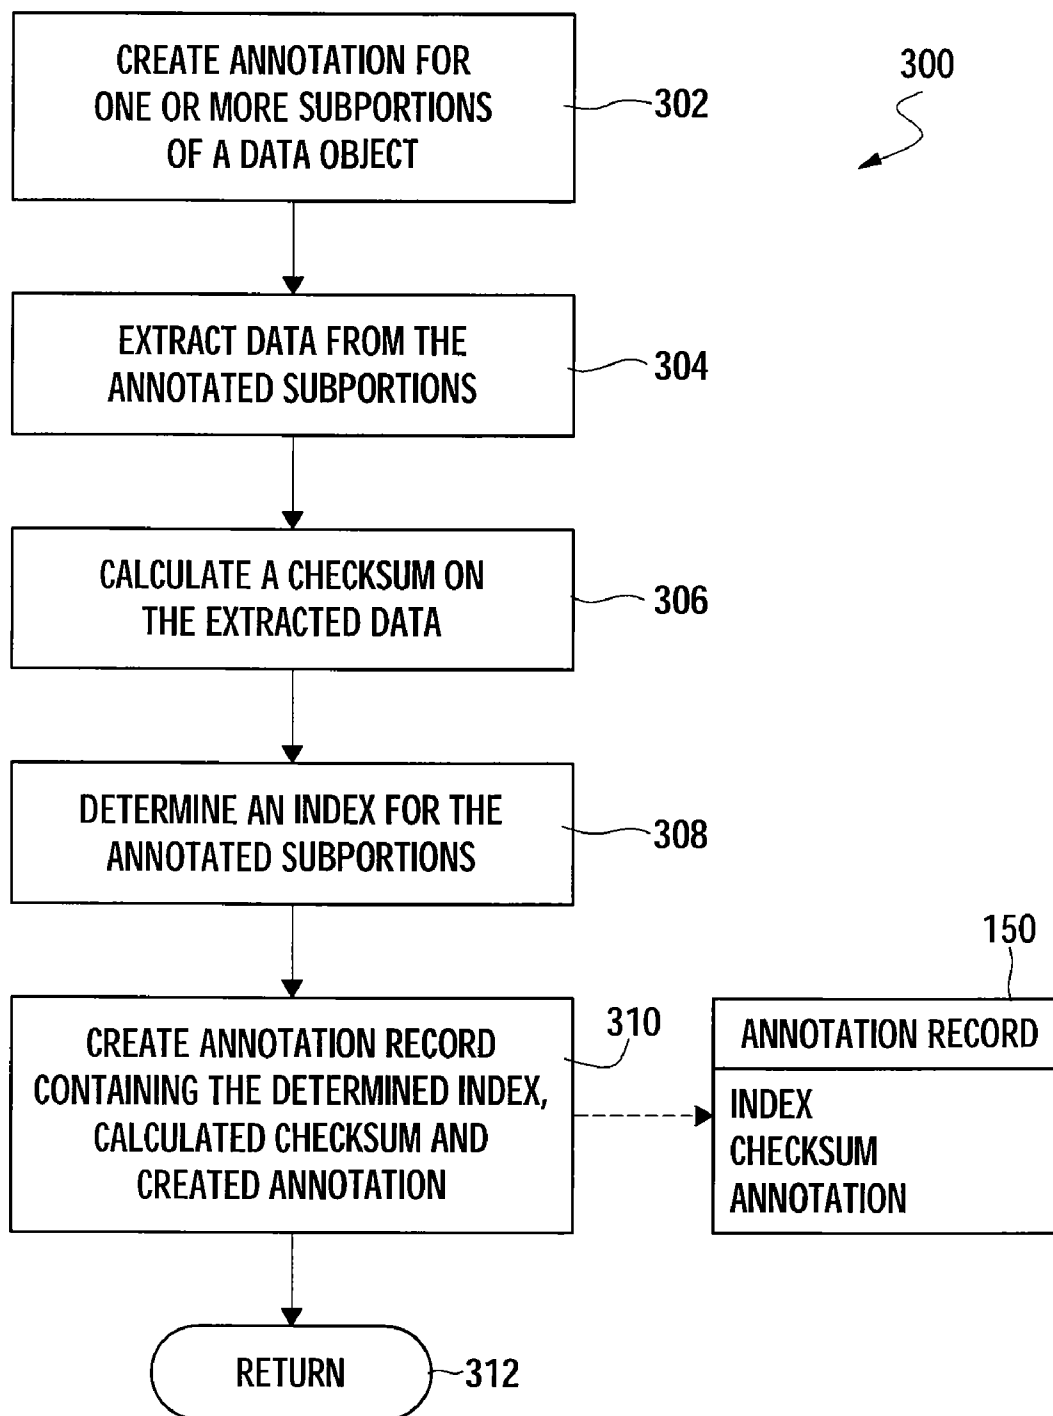 CREATE ANNOTATION FOR
ONE OR MORE SUBPORTIONS
OF A DATA OBJECT
302
300
EXTRACT DATA FROM THE
ANNOTATED SUBPORTIONS
304
CALCULATE A CHECKSUM ON
THE EXTRACTED DATA
306
DETERMINE AN INDEX FOR THE
ANNOTATED SUBPORTIONS
308
CREATE ANNOTATION RECORD
CONTAINING THE DETERMINED INDEX,
CALCULATED CHECKSUM AND
CREATED ANNOTATION
310
150
ANNOTATION RECORD
INDEX
CHECKSUM
ANNOTATION
RETURN
312